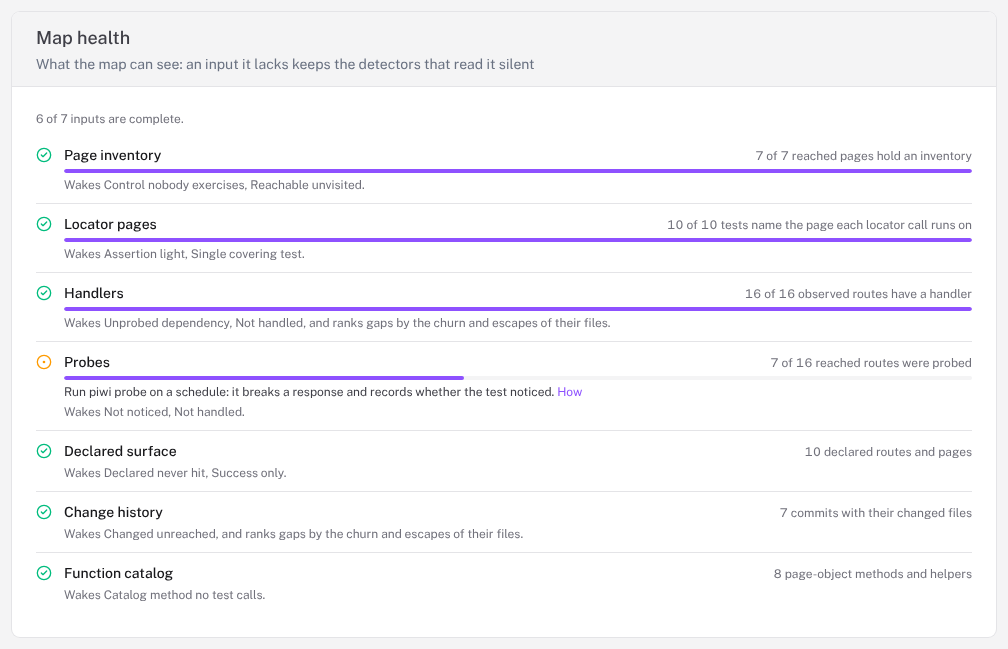 Map health
What the map can see: an input it lacks keeps the detectors that read it silent
6 of 7 inputs are complete.
Page inventory
7 of 7 reached pages hold an inventory
Wakes Control nobody exercises, Reachable unvisited.
Locator pages
10 of 10 tests name the page each locator call runs on
Wakes Assertion light, Single covering test.
Handlers
16 of 16 observed routes have a handler
Wakes Unprobed dependency, Not handled, and ranks gaps by the churn and escapes of their files.
Probes
7 of 16 reached routes were probed
Run piwi probe on a schedule: it breaks a response and records whether the test noticed. How
Wakes Not noticed, Not handled.
Declared surface
10 declared routes and pages
Wakes Declared never hit, Success only.
Change history
7 commits with their changed files
Wakes Changed unreached, and ranks gaps by the churn and escapes of their files.
Function catalog
8 page-object methods and helpers
Wakes Catalog method no test calls.